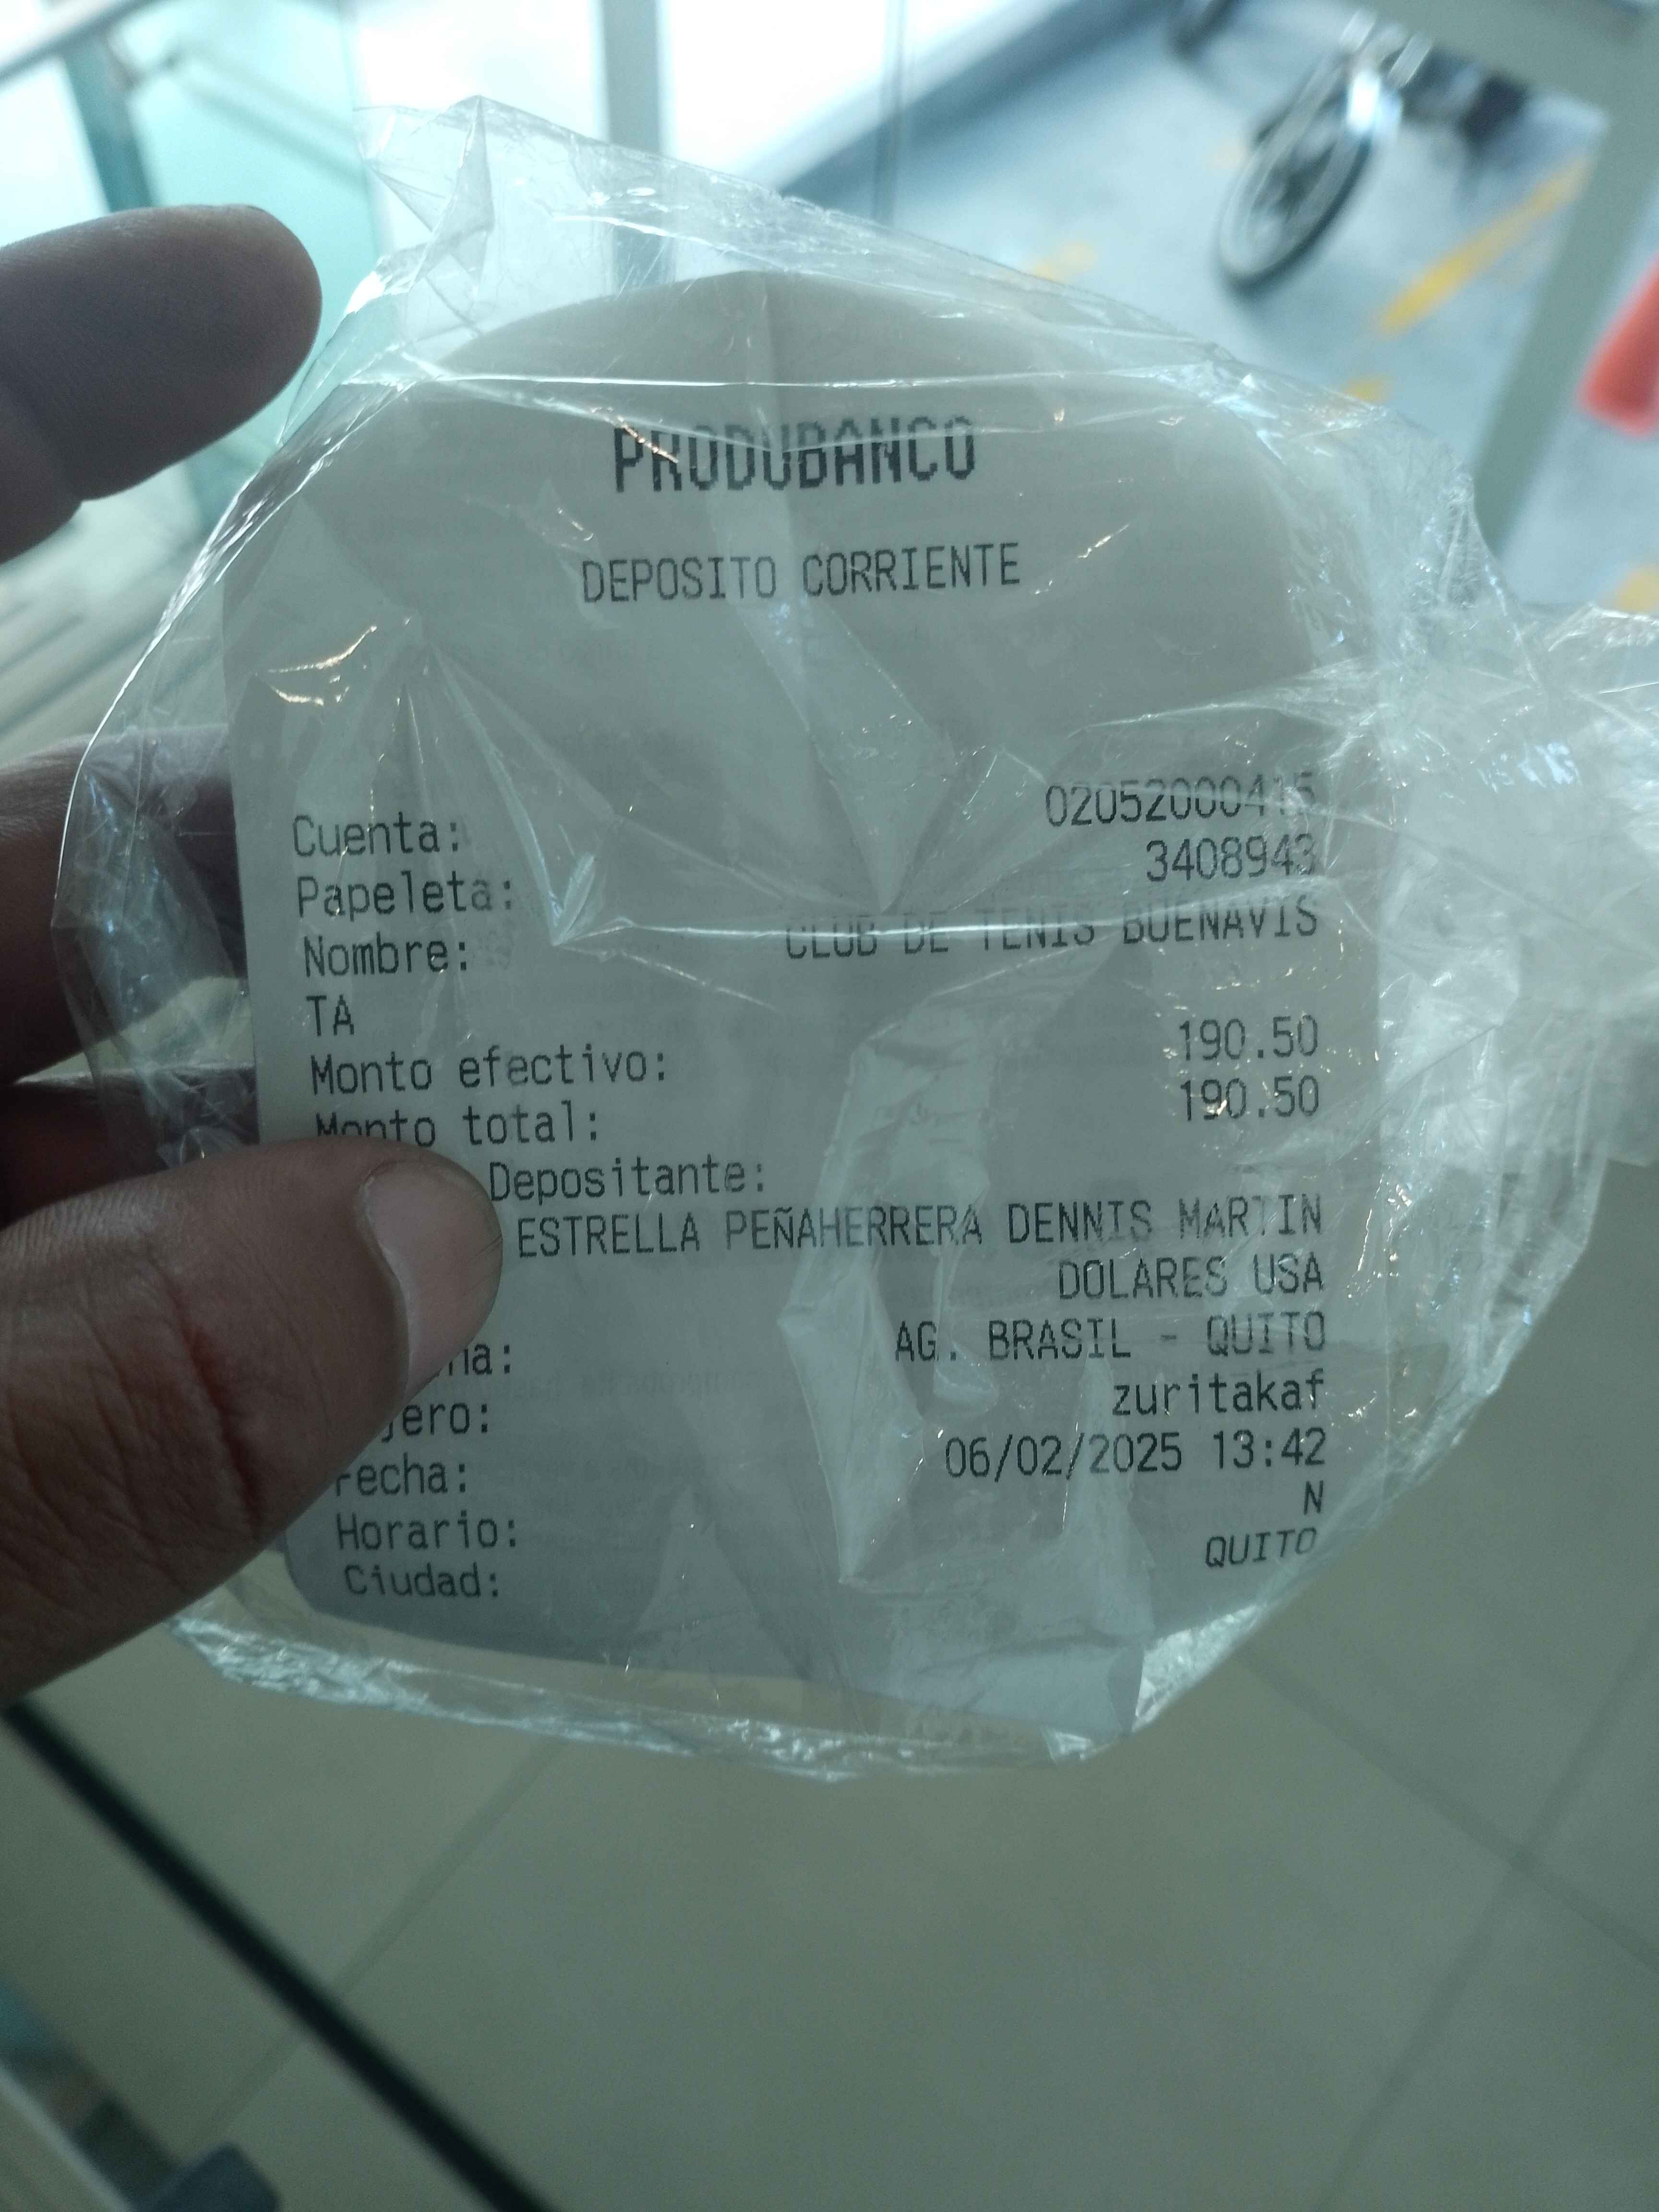 PRODUBANCO
DEPOSITO CORRIENTE
Cuenta: 02052000415
Papeleta: 3408943
Nombre: CLUB DE TENIS BUENAVIS
TA
Monto efectivo: 190.50
Monto total: 190.50
Depositante:
ESTRELLA PEÑAHERRERA DENNIS MARTIN
DOLARES USA
AG. BRASIL - QUITO
zuritakaf
Fecha: 06/02/2025 13:42
Horario: N
Ciudad: QUITO